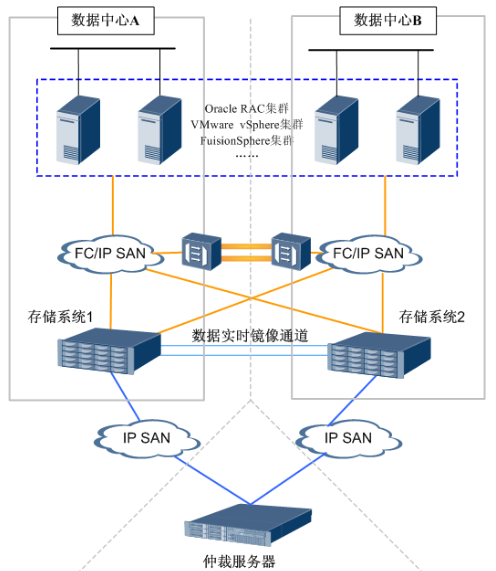 数据中心A
数据中心B
Oracle RAC集群
VMware vSphere集群
FuisionSphere集群
……
FC/IP SAN
FC/IP SAN
存储系统1
存储系统2
数据实时镜像通道
IP SAN
IP SAN
仲裁服务器